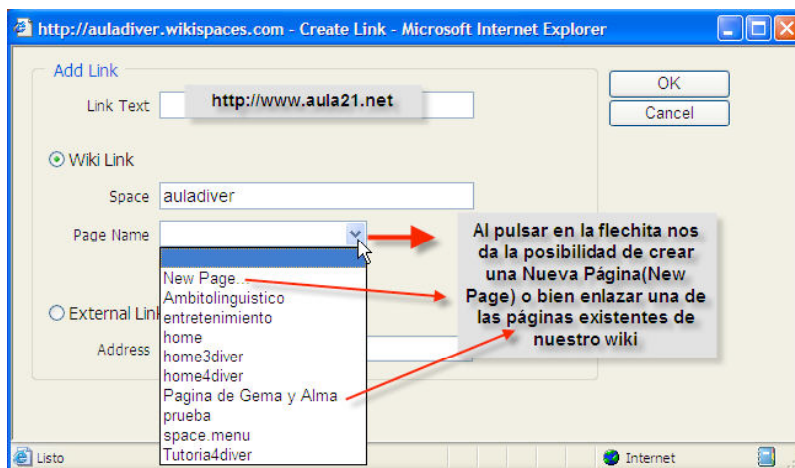 http://auladiver.wikispaces.com - Create Link - Microsoft Internet Explorer
Add Link
Link Text
http://www.aula21.net
OK
Cancel
Wiki Link
Space
auladiver
Page Name
New Page...
Ambitolinguistico
entretenimiento
home
home3diver
home4diver
Pagina de Gema y Alma
prueba
space.menu
Tutoria4diver
External Link
Address
Al pulsar en la flechita nos
da la posibilidad de crear
una Nueva Página(New
Page) o bien enlazar una de
las páginas existentes de
nuestro wiki
Listo
Internet